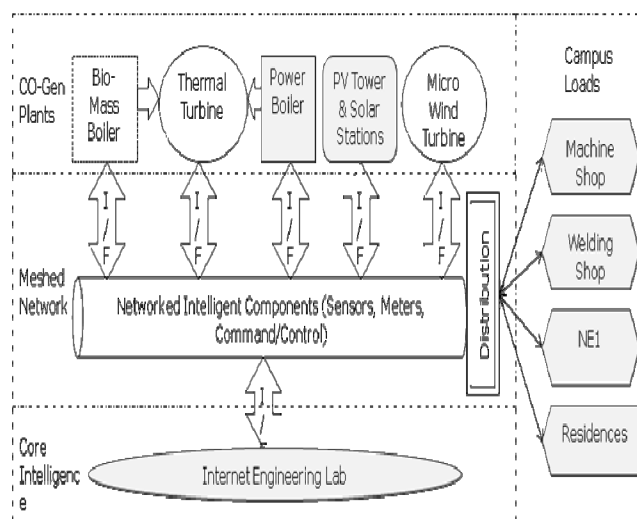 CO-Gen
Plants
Bio-
Mass
Boiler
Thermal
Turbine
Power
Boiler
PV Tower
& Solar
Stations
Micro
Wind
Turbine
Campus
Loads
Machine
Shop
Welding
Shop
NE1
Residences
I
/
F
I
/
F
I
/
F
I
/
F
I
/
F
Meshed
Network
Networked Intelligent Components (Sensors, Meters,
Command/Control)
Distribution
I
/
F
Core
Intelligenc
e
Internet Engineering Lab